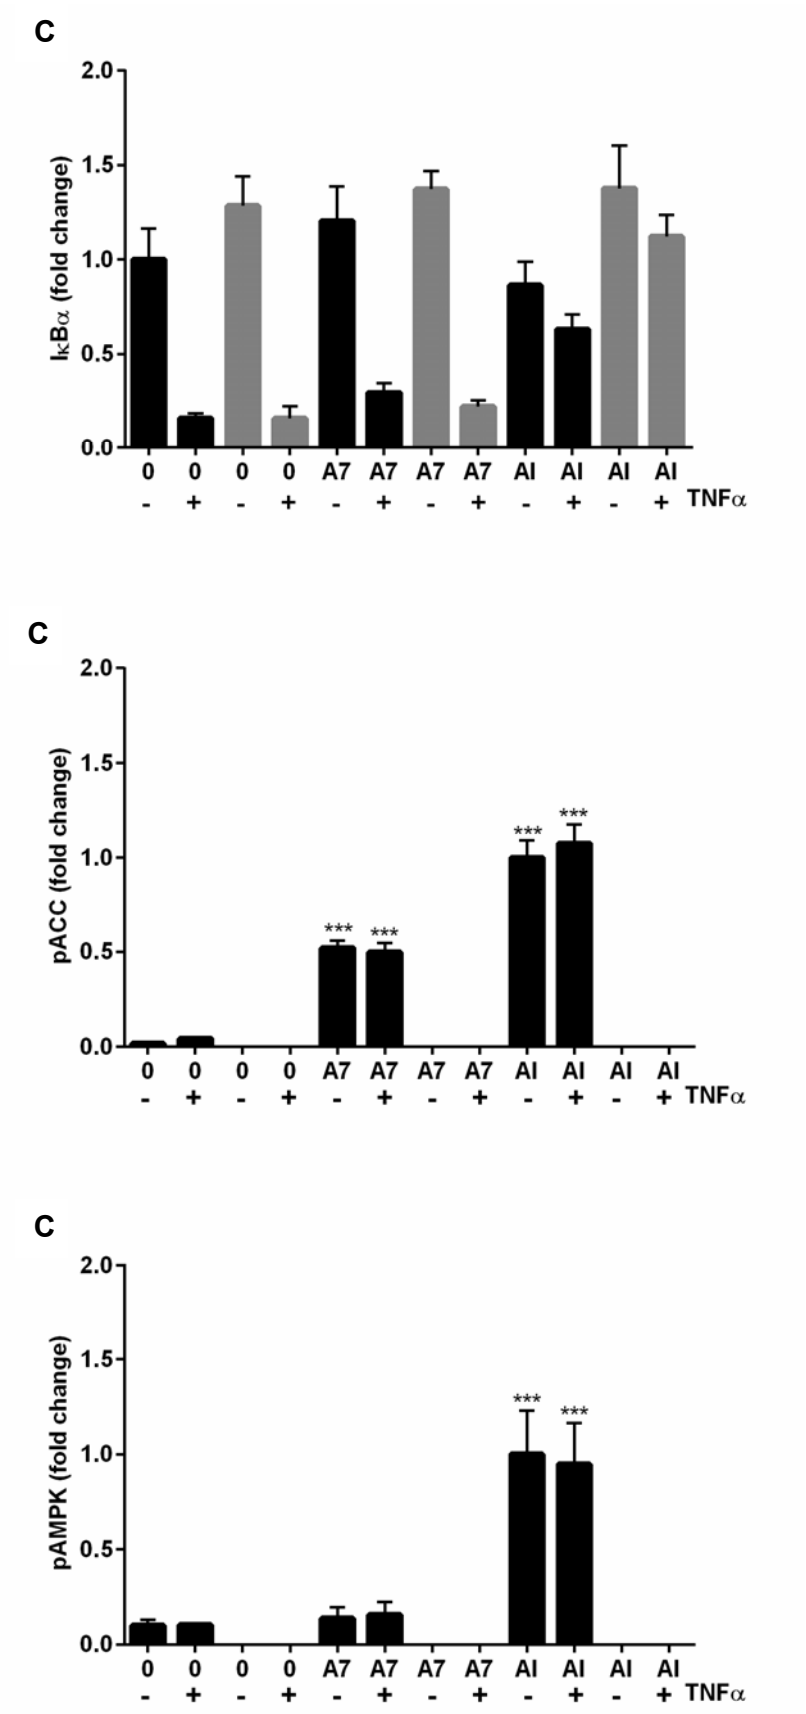 C
2.0
1.5
1.0
0.5
0.0
IκBα (fold change)
0 0 0 0 A7 A7 A7 A7 AI AI AI AI
- + - + - + - + - + - + TNFα
C
2.0
1.5
1.0
0.5
0.0
pACC (fold change)
*** *** *** ***
0 0 0 0 A7 A7 A7 A7 AI AI AI AI
- + - + - + - + - + - + TNFα
C
2.0
1.5
1.0
0.5
0.0
pAMPK (fold change)
*** ***
0 0 0 0 A7 A7 A7 A7 AI AI AI AI
- + - + - + - + - + - + TNFα